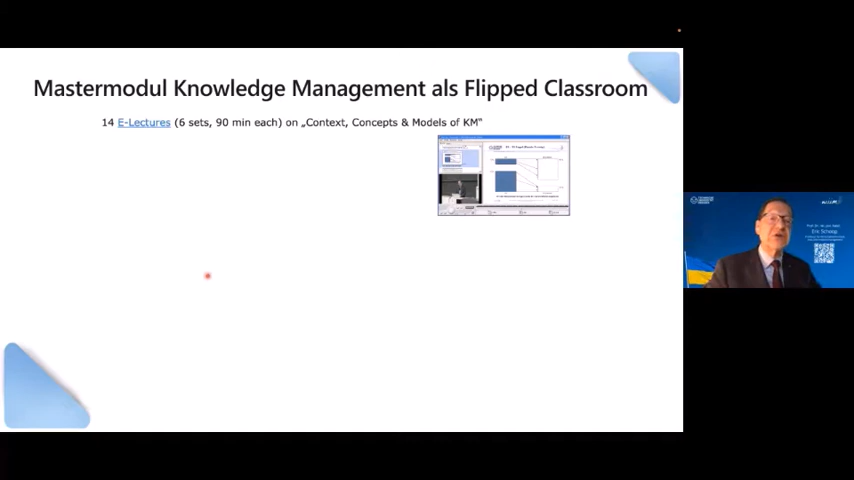 Mastermodul Knowledge Management als Flipped Classroom
14 E-Lectures (6 sets, 90 min each) on „Context, Concepts & Models of KM“